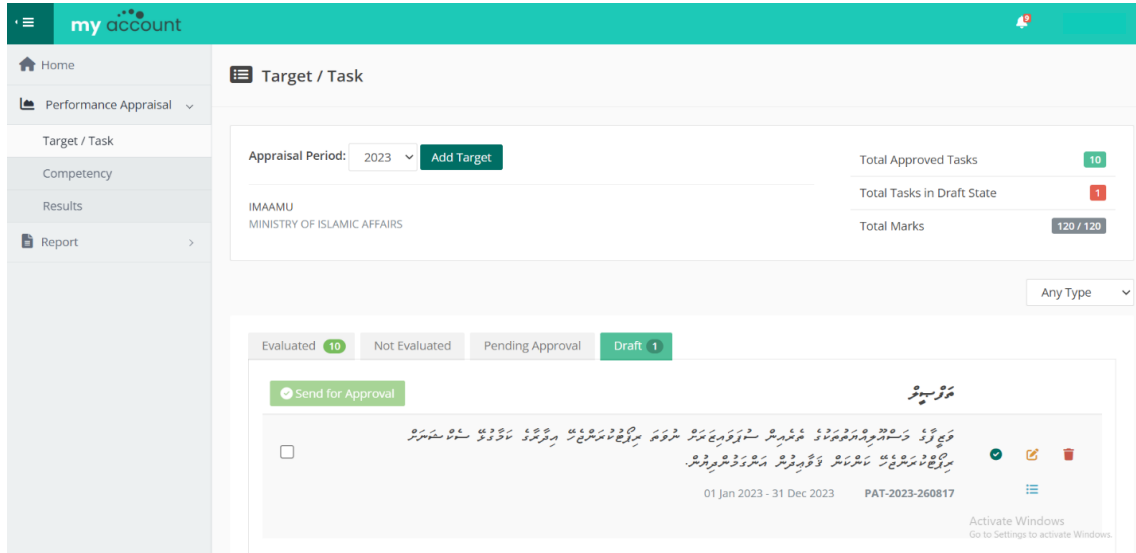 my account
9
Home
Target / Task
Performance Appraisal
Target / Task
Competency
Results
Report
Appraisal Period: 2023 Add Target
IMAAMU
MINISTRY OF ISLAMIC AFFAIRS
Total Approved Tasks 10
Total Tasks in Draft State 1
Total Marks 120 / 120
Any Type
Evaluated 10 Not Evaluated Pending Approval Draft 1
Send for Approval
ތަފްޞީލް
ވަޒީފާގެ މަސްއޫލިއްޔަތުތަކުގެ ތެރެއިން ސުޕަވައިޒަރަށް ނުވަތަ ރިޕޯޓުކުރަންޖެހޭ އިދާރާގެ ކަމާގުޅޭ ސެކްޝަނަށް
ރިޕޯޓްކުރަންޖެހޭ ކަންކަން ޤަވާޢިދުން އަންގަމުންދިޔުން.
01 Jan 2023 - 31 Dec 2023 PAT-2023-260817
Activate Windows
Go to Settings to activate Windows.